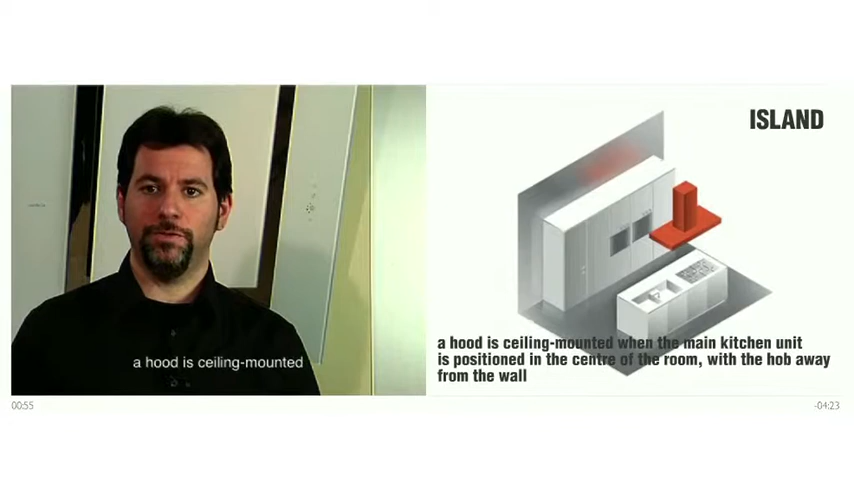 ISLAND
a hood is ceiling-mounted
a hood is ceiling-mounted when the main kitchen unit
is positioned in the centre of the room, with the hob away
from the wall
00:55
-04:23